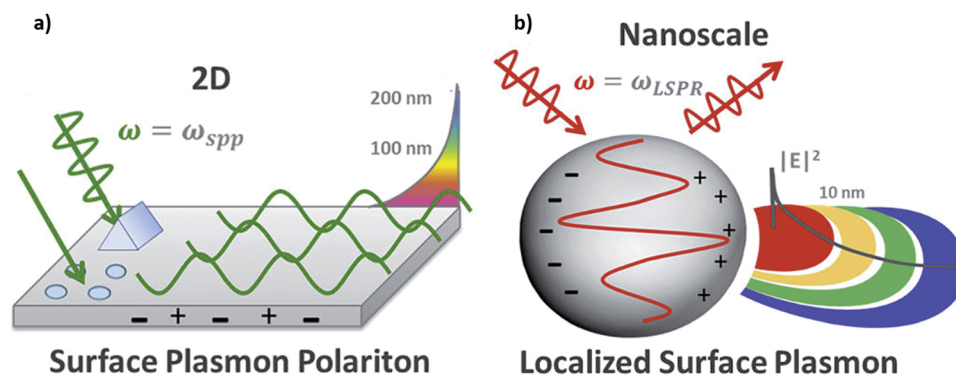 a)
2D
ω = ω_spp
200 nm
100 nm
- + - + -
Surface Plasmon Polariton
b)
Nanoscale
ω = ω_LSPR
|E|²
10 nm
- - - - -
+ + + + +
Localized Surface Plasmon